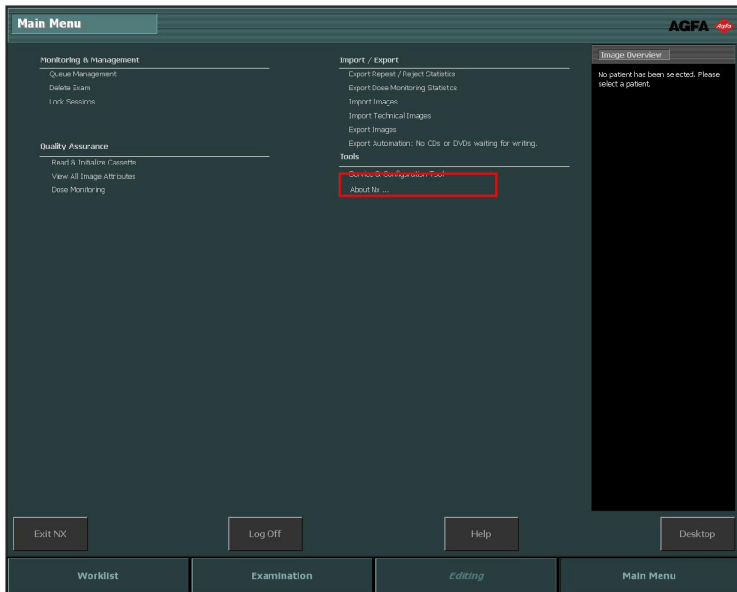 Main Menu
AGFA
Agfa
Monitoring & Management
Queue Management
Delete Exam
Lock Sessions
Quality Assurance
Read & Initialize Cassette
View All Image Attributes
Dose Monitoring
Import / Export
Export Repeat / Reject Statistics
Export Dose Monitoring Statistics
Import Images
Import Technical Images
Export Images
Export Automation: No CDs or DVDs waiting for writing.
Tools
Service & Configuration Tool
About Nx ...
Image Overview
No patient has been selected. Please
select a patient.
Exit NX
Log Off
Help
Desktop
Worklist
Examination
Editing
Main Menu